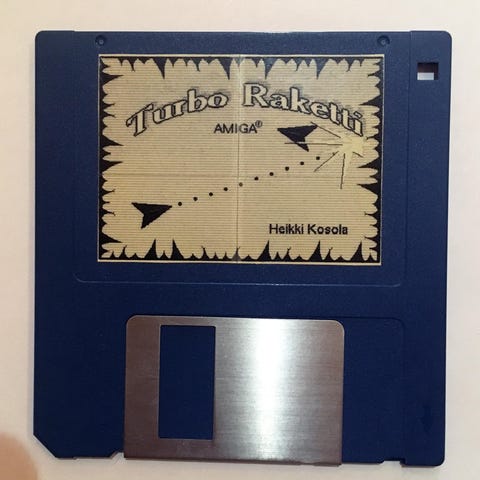 Turbo Raketti
AMIGA®
Heikki Kosola